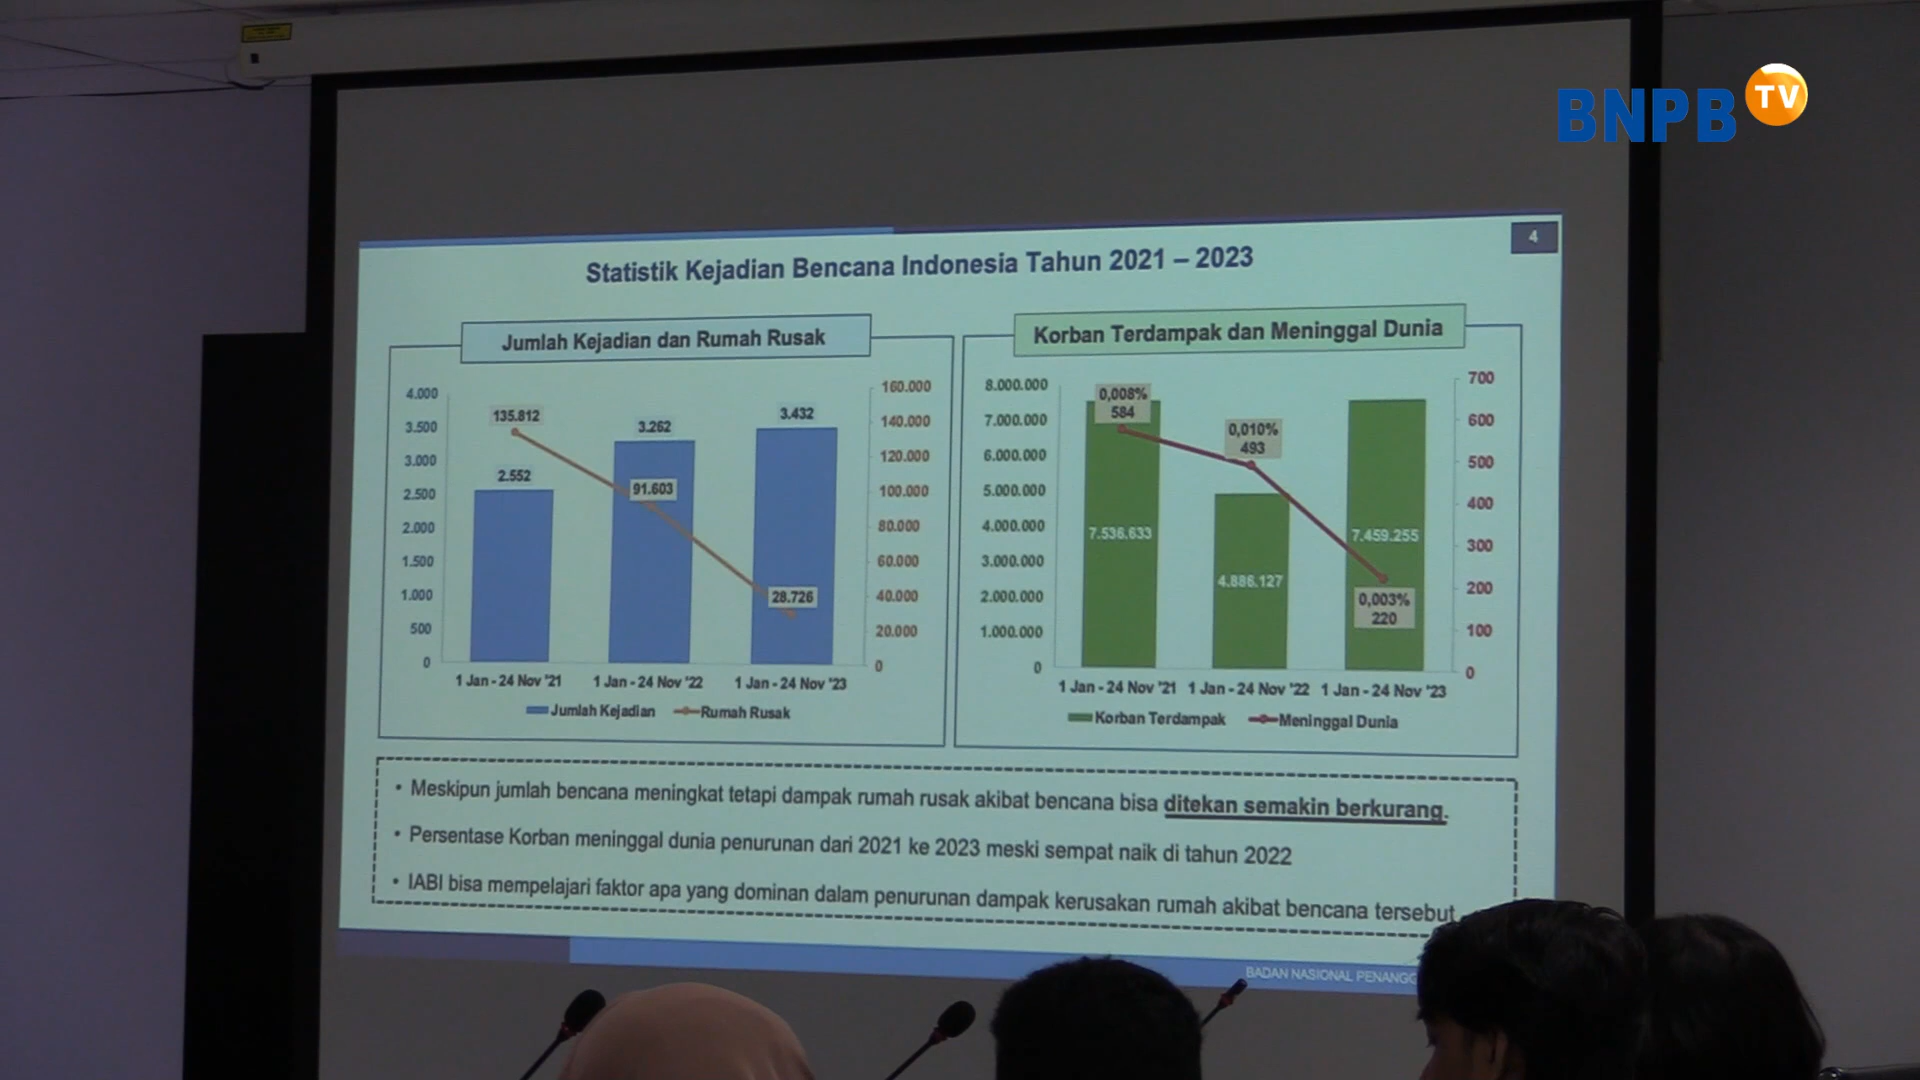 BNPB TV
4
Statistik Kejadian Bencana Indonesia Tahun 2021 – 2023
Jumlah Kejadian dan Rumah Rusak
4.000
3.500
3.000
2.500
2.000
1.500
1.000
500
0
135.812
2.552
3.262
91.603
3.432
28.726
160.000
140.000
120.000
100.000
80.000
60.000
40.000
20.000
0
1 Jan - 24 Nov '21
1 Jan - 24 Nov '22
1 Jan - 24 Nov '23
Jumlah Kejadian
Rumah Rusak
Korban Terdampak dan Meninggal Dunia
8.000.000
7.000.000
6.000.000
5.000.000
4.000.000
3.000.000
2.000.000
1.000.000
0
0,008%
584
7.536.633
0,010%
493
4.886.127
7.459.255
0,003%
220
700
600
500
400
300
200
100
0
1 Jan - 24 Nov '21
1 Jan - 24 Nov '22
1 Jan - 24 Nov '23
Korban Terdampak
Meninggal Dunia
• Meskipun jumlah bencana meningkat tetapi dampak rumah rusak akibat bencana bisa ditekan semakin berkurang.
• Persentase Korban meninggal dunia penurunan dari 2021 ke 2023 meski sempat naik di tahun 2022
• IABI bisa mempelajari faktor apa yang dominan dalam penurunan dampak kerusakan rumah akibat bencana tersebut
BADAN NASIONAL PENANGG